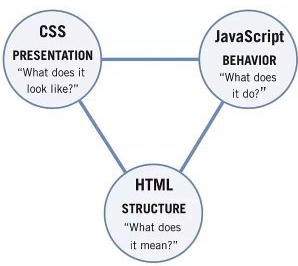 CSS
PRESENTATION
“What does it
look like?”
JavaScript
BEHAVIOR
“What does
it do?”
HTML
STRUCTURE
“What does
it mean?”